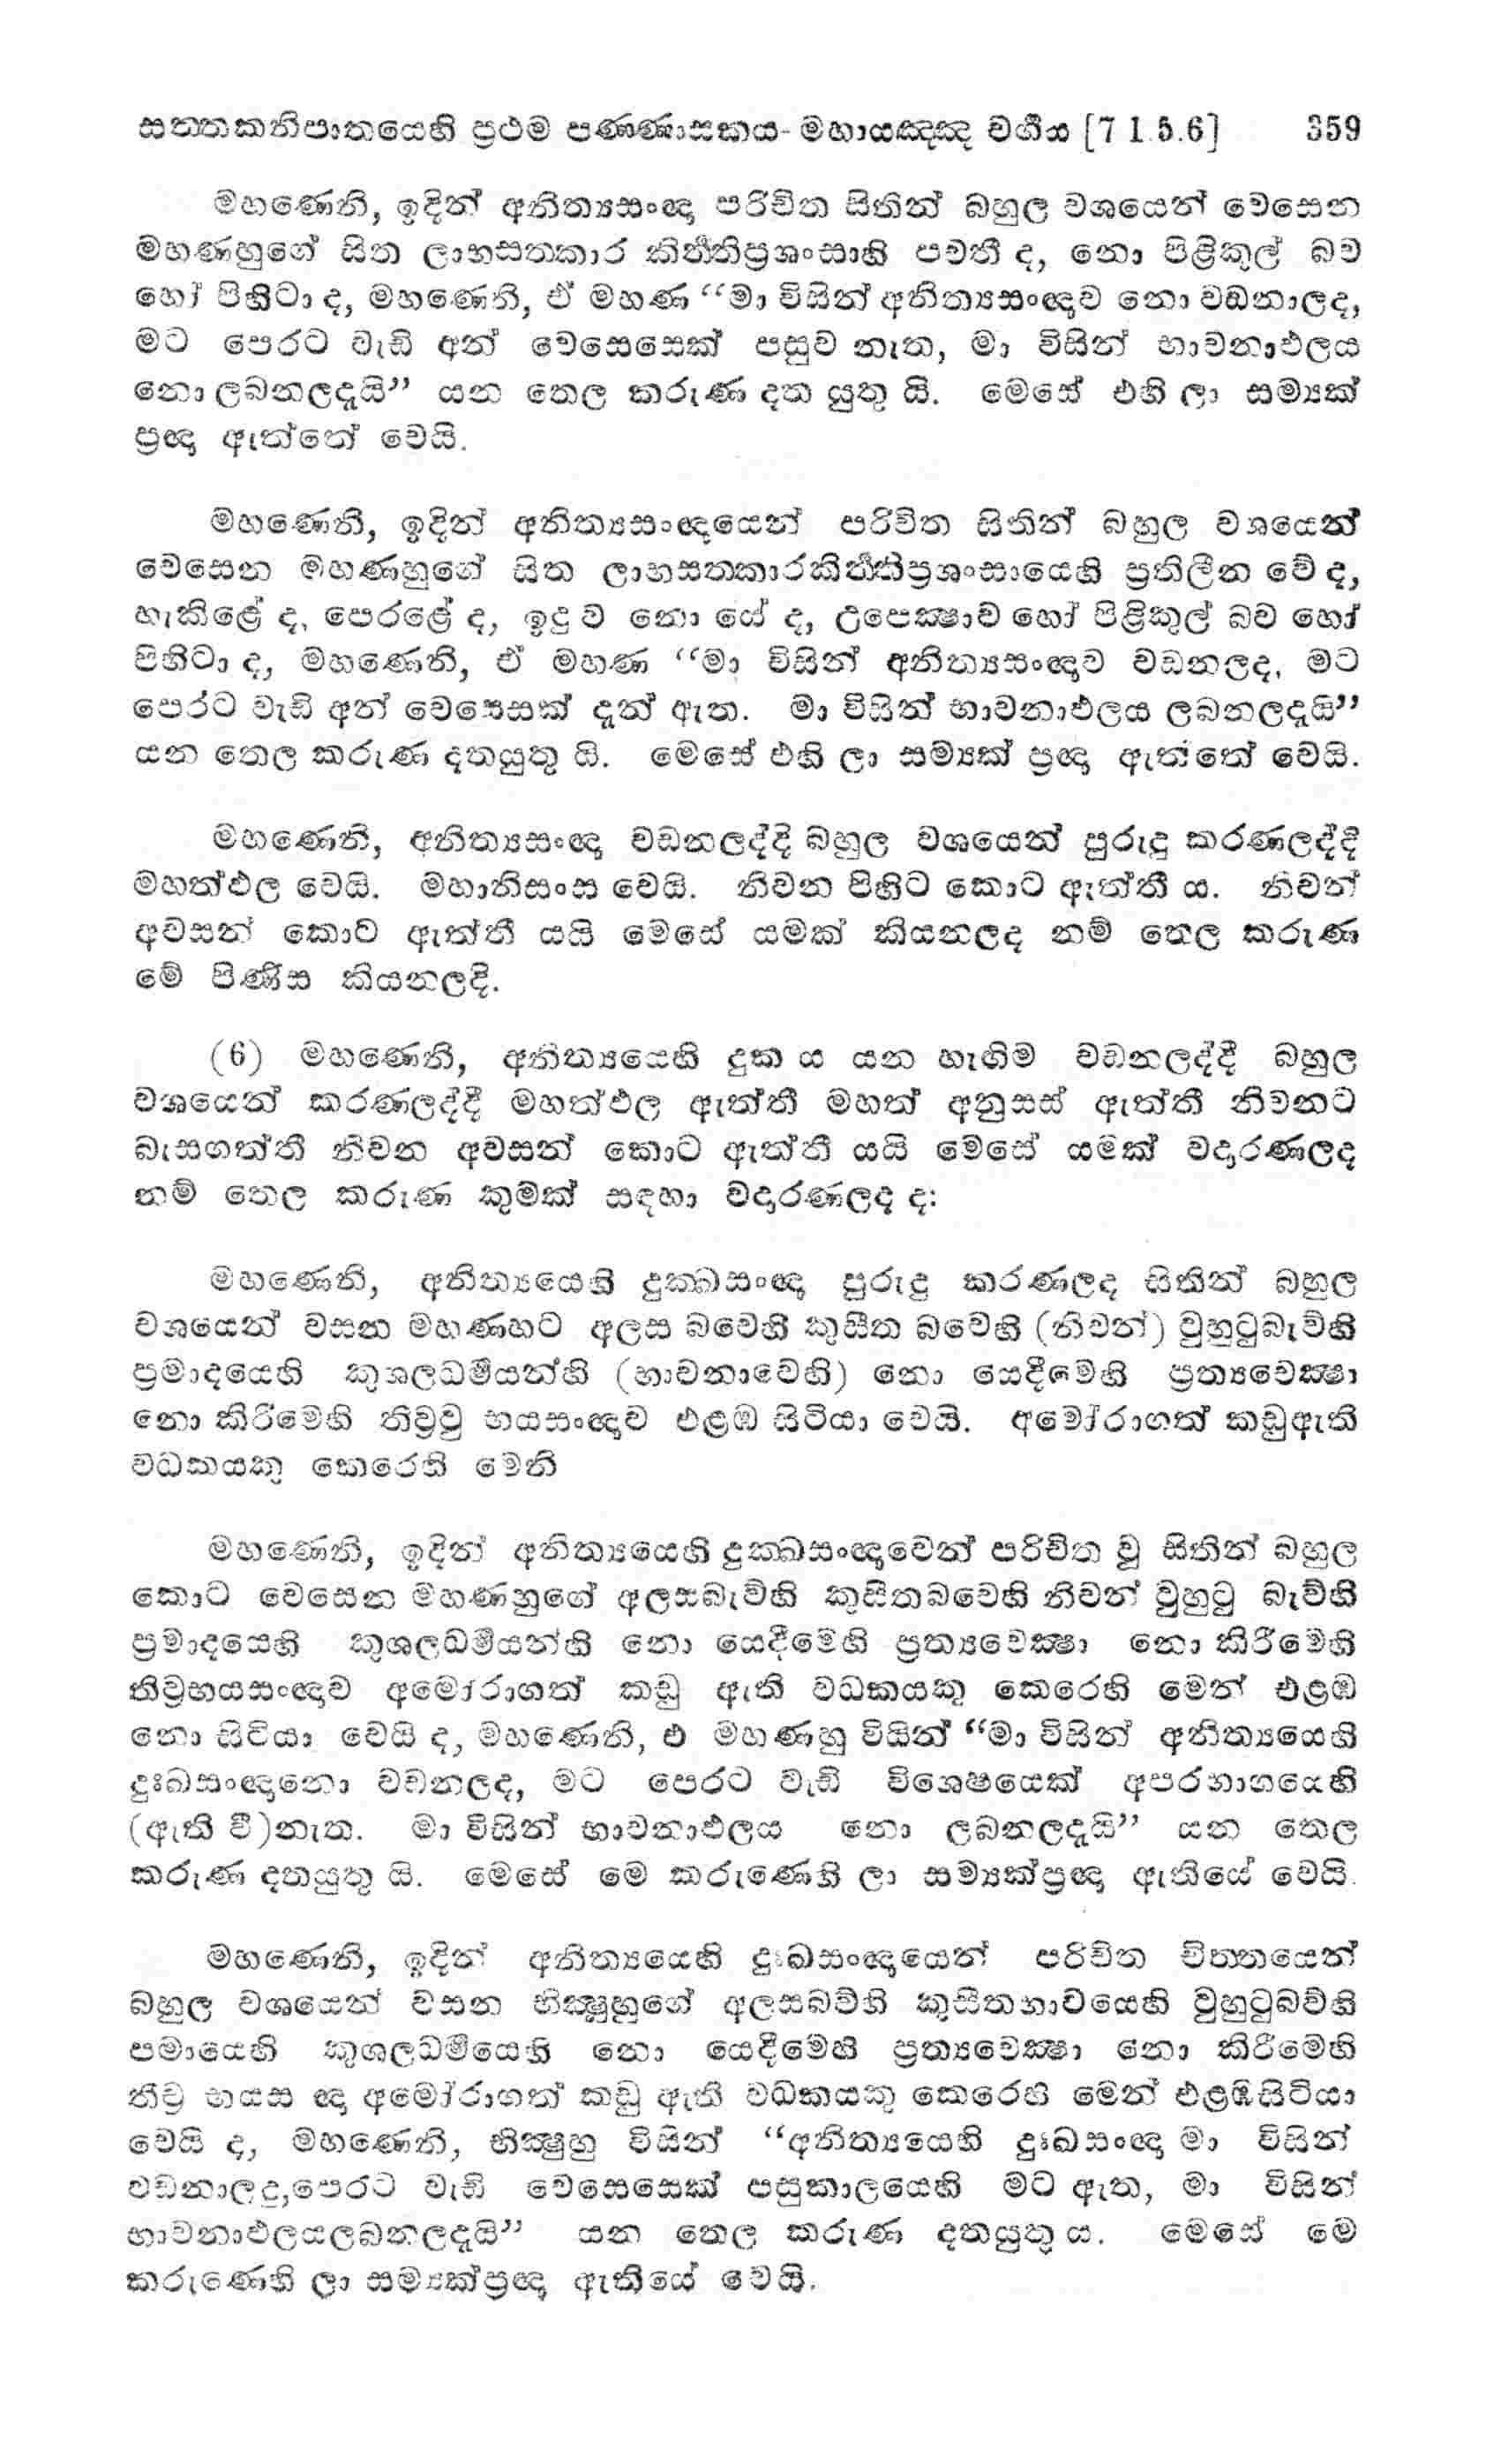 සත්තකනිපාතයෙහි ප්‍රථම පණ්ණාසකය- මහායඤ්ඤ වර්ගය [7 1.5.6] 359
මහණෙනි, ඉදින් අනිත්‍යසංඥා පරිචිත සිතින් බහුල වශයෙන් වෙසෙන
මහණහුගේ සිත ලාභසත්කාර කිර්ත්තිප්‍රශංසාහි පවතී ද, නො පිළිකුල් බව
හෝ පිහිටා ද, මහණෙනි, ඒ මහණ “මා විසින් අනිත්‍යසංඥාව නො වඩනාලද,
මට පෙරට වැඩි අන් වෙසෙසෙක් පසුව නැත, මා විසින් භාවනාඵලය
නො ලබනලදැයි” යන තෙල කරුණ දත යුතු යි. මෙසේ එහි ලා සම්‍යක්
ප්‍රඥා ඇත්තේ වෙයි.
මහණෙනි, ඉදින් අනිත්‍යසංඥායෙන් පරිචිත සිතින් බහුල වශයෙන්
වෙසෙන මහණහුගේ සිත ලාභසත්කාරකිර්ත්තිප්‍රශංසායෙහි ප්‍රතිලීන වේ ද,
හැකිළේ ද, පෙරළේ ද, ඉදු ව නො යේ ද, උපෙක්‍ෂාව හෝ පිළිකුල් බව හෝ
පිහිටා ද, මහණෙනි, ඒ මහණ “මා විසින් අනිත්‍යසංඥාව වඩනලද, මට
පෙරට වැඩි අන් වෙසෙසක් දැන් ඇත. මා විසින් භාවනාඵලය ලබනලදැයි”
යන තෙල කරුණ දතයුතු යි. මෙසේ එහි ලා සම්‍යක් ප්‍රඥා ඇත්තේ වෙයි.
මහණෙනි, අනිත්‍යසංඥා වඩනලද්දි බහුල වශයෙන් පුරුදු කරණලද්දී
මහත්ඵල වෙයි. මහානිසංස වෙයි. නිවන පිහිට කොට ඇත්තී ය. නිවන්
අවසන් කොට ඇත්තී යයි මෙසේ යමක් කියනලද නම් තෙල කරුණ
මේ පිණිස කියනලදි.
(6) මහණෙනි, අනිත්‍යයෙහි දුක ය යන හැඟිම වඩනලද්දී බහුල
වශයෙන් කරණලද්දී මහත්ඵල ඇත්තී මහත් අනුසස් ඇත්තී නිවනට
බැසගත්තී නිවන අවසන් කොට ඇත්තී යයි මෙසේ යමක් වදාරණලද
නම් තෙල කරුණ කුමක් සඳහා වදාරණලද ද:
මහණෙනි, අනිත්‍යයෙහි දුක්ඛසංඥා පුරුදු කරණලද සිතින් බහුල
වශයෙන් වසන මහණහට අලස බවෙහි කුසීත බවෙහි (නිවන්) වුහුටුබැව්හි
ප්‍රමාදයෙහි කුශලධර්මයන්හි (භාවනාවෙහි) නො යෙදීමෙහි ප්‍රත්‍යවෙක්‍ෂා
නො කිරීමෙහි තිව්‍රවු භයසංඥාව එළඹ සිටියා වෙයි. අමෝරාගත් කඩුඇති
වධකයකු කෙරෙහි මෙනි
මහණෙනි, ඉදින් අනිත්‍යයෙහි දුක්ඛසංඥාවෙන් පරිචිත වූ සිතින් බහුල
කොට වෙසෙන මහණහුගේ අලසබැව්හි කුසීතබවෙහි නිවන් වුහුටු බැව්හි
ප්‍රමාදයෙහි කුශලධර්මයන්හි නො යෙදීමෙහි ප්‍රත්‍යවෙක්‍ෂා නො කිරීමෙහි
තිව්‍රභයසංඥාව අමෝරාගත් කඩු ඇති වධකයකු කෙරෙහි මෙන් එළඹ
නො සිටියා වෙයි ද, මහණෙනි, එ මහණහු විසින් “මා විසින් අනිත්‍යයෙහි
දුඃඛසංඥානො වඩනලද, මට පෙරට වැඩි විශෙෂයෙක් අපරභාගයෙහි
(ඇති වී)නැත. මා විසින් භාවනාඵලය නො ලබනලදැයි” යන තෙල
කරුණ දතයුතු යි. මෙසේ මෙ කරුණෙහි ලා සම්‍යක්ප්‍රඥා ඇතියේ වෙයි.
මහණෙනි, ඉදින් අනිත්‍යයෙහි දුඃඛසංඥායෙන් පරිචිත චිත්තයෙන්
බහුල වශයෙන් වසන භික්‍ෂුහුගේ අලසබව්හි කුසීතභාවයෙහි වුහුටුබව්හි
පමායෙහි කුශලධර්මයෙහි නො යෙදීමෙහි ප්‍රත්‍යවෙක්‍ෂා නො කිරීමෙහි
තීව්‍ර භයස ඥා අමෝරාගත් කඩු ඇති වධකයකු කෙරෙහි මෙන් එළඹසිටියා
වෙයි ද, මහණෙනි, භික්‍ෂුහු විසින් “අනිත්‍යයෙහි දුඃඛසංඥා මා විසින්
වඩනාලදු,පෙරට වැඩි වෙසෙසෙක් පසුකාලයෙහි මට ඇත, මා විසින්
භාවනාඵලයලබනලදැයි” යන තෙල කරුණ දතයුතු ය. මෙසේ මෙ
කරුණෙහි ලා සම්‍යක්ප්‍රඥා ඇතියේ වෙයි.